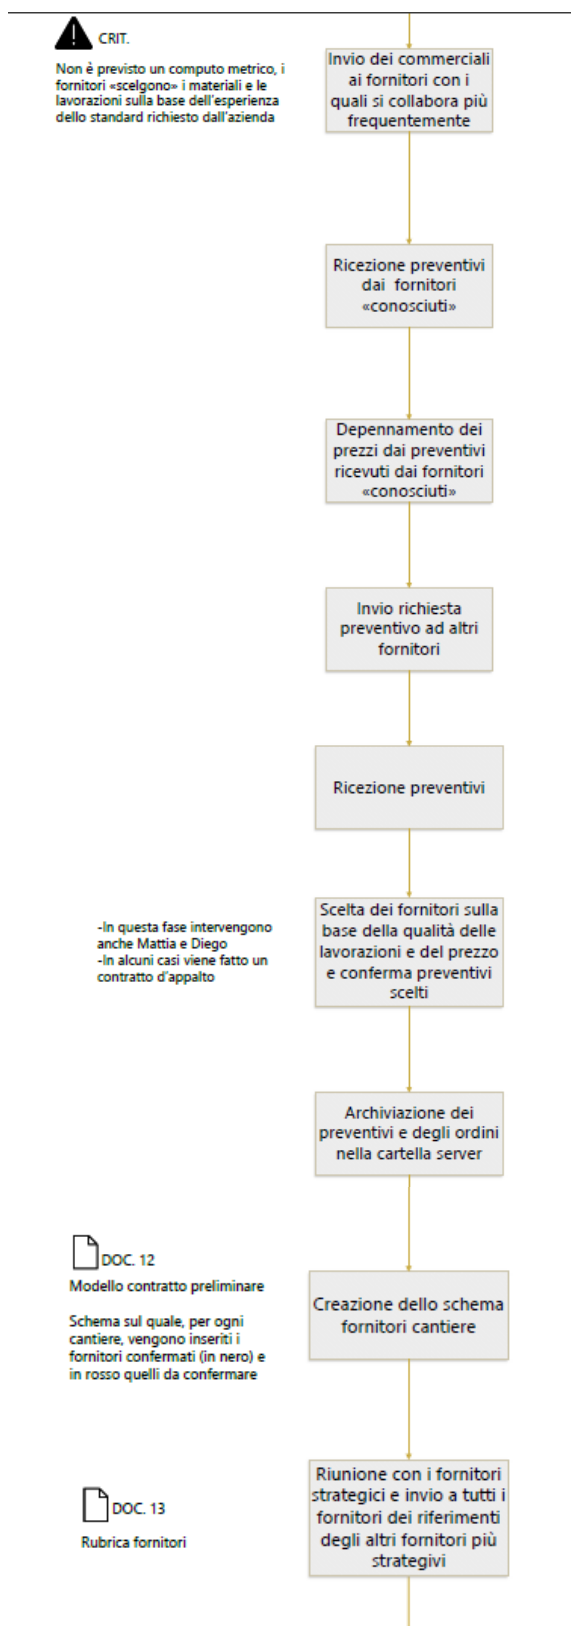 CRIT.
Non è previsto un computo metrico, i
fornitori «scelgono» i materiali e le
lavorazioni sulla base dell'esperienza
dello standard richiesto dall'azienda
Invio dei commerciali
ai fornitori con i
quali si collabora più
frequentemente
Ricezione preventivi
dai fornitori
«conosciuti»
Depennamento dei
prezzi dai preventivi
ricevuti dai fornitori
«conosciuti»
Invio richiesta
preventivo ad altri
fornitori
Ricezione preventivi
-In questa fase intervengono
anche Mattia e Diego
-In alcuni casi viene fatto un
contratto d'appalto
Scelta dei fornitori sulla
base della qualità delle
lavorazioni e del prezzo
e conferma preventivi
scelti
Archiviazione dei
preventivi e degli ordini
nella cartella server
DOC. 12
Modello contratto preliminare
Schema sul quale, per ogni
cantiere, vengono inseriti i
fornitori confermati (in nero) e
in rosso quelli da confermare
Creazione dello schema
fornitori cantiere
DOC. 13
Rubrica fornitori
Riunione con i fornitori
strategici e invio a tutti i
fornitori dei riferimenti
degli altri fornitori più
strategivi